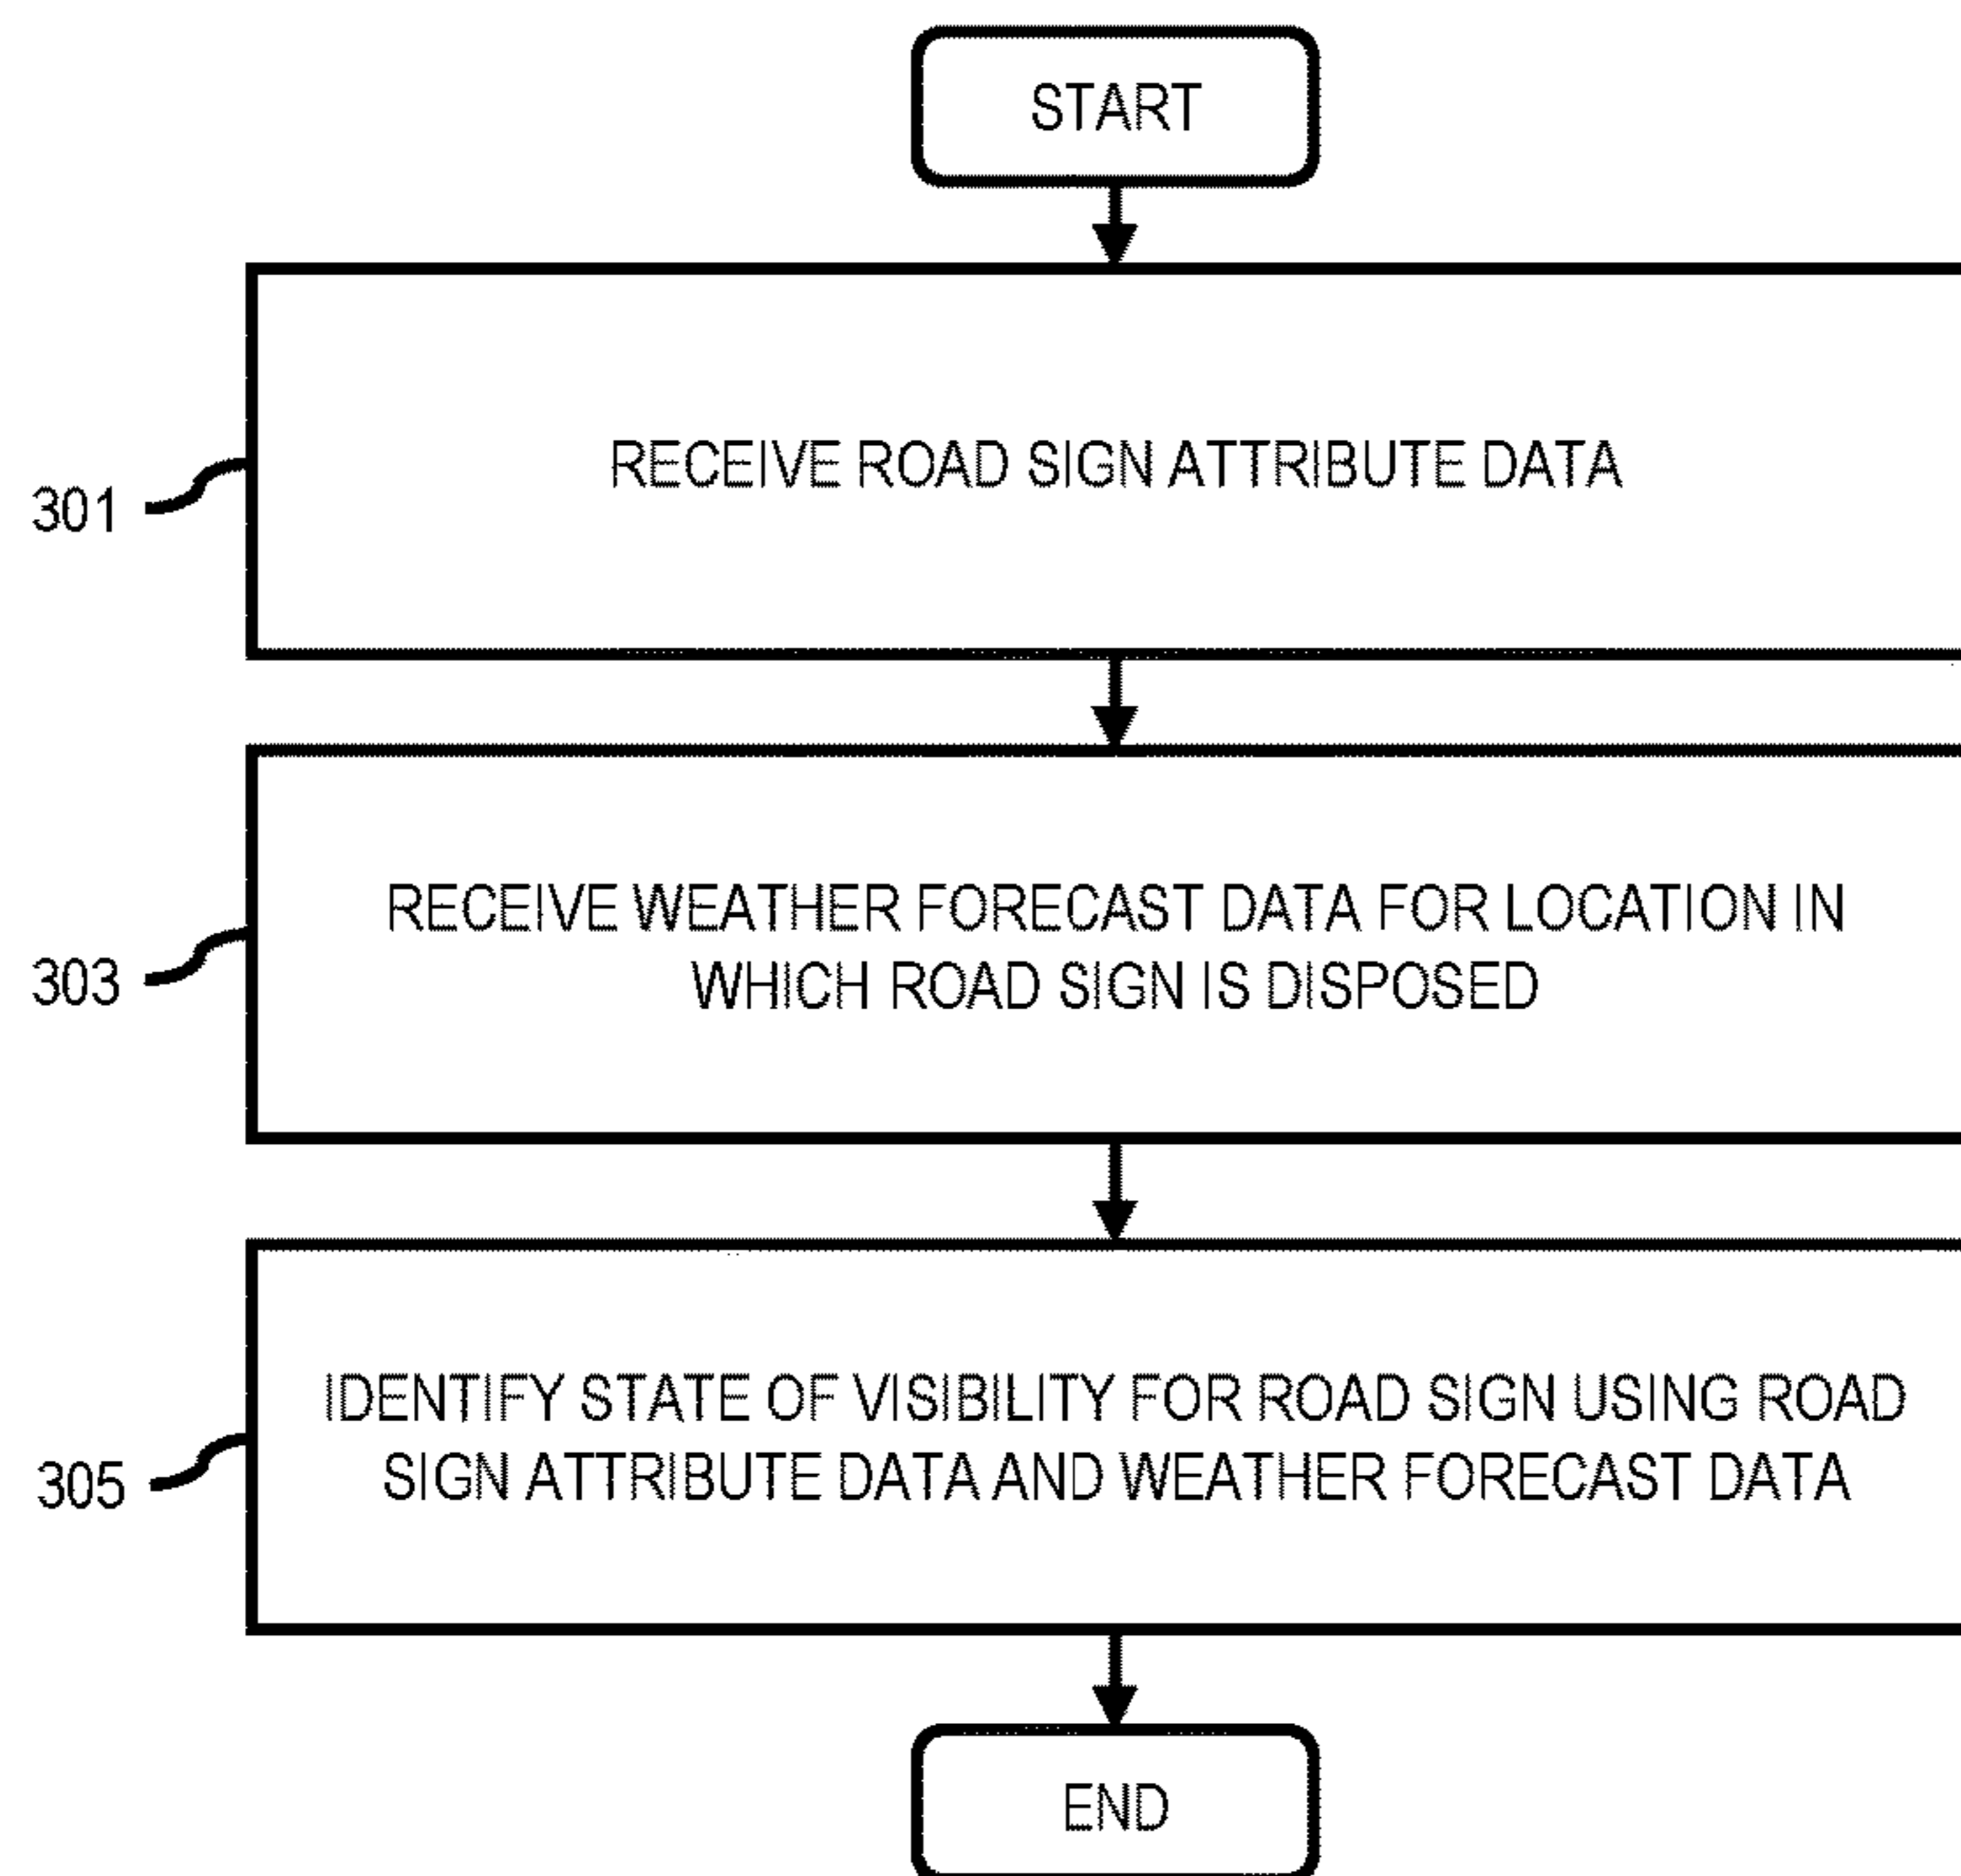 START
RECEIVE ROAD SIGN ATTRIBUTE DATA
301
RECEIVE WEATHER FORECAST DATA FOR LOCATION IN
WHICH ROAD SIGN IS DISPOSED
303
IDENTIFY STATE OF VISIBILITY FOR ROAD SIGN USING ROAD
SIGN ATTRIBUTE DATA AND WEATHER FORECAST DATA
305
END